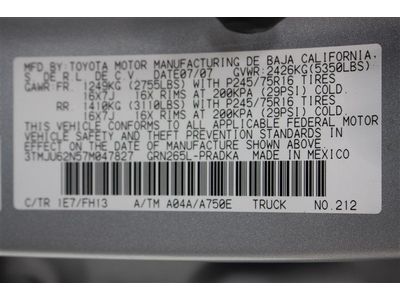 MFD BY:TOYOTA MOTOR MANUFACTURING DE BAJA CALIFORNIA,
S. DE R.L. DE C V DATE07/07 GVWR:2426KG(5350LBS)
GAWR:FR. 1249KG (2755LBS) WITH P245/75R16 TIRES
16X7J 16X RIMS AT 200KPA (29PSI) COLD.
RR 1410KG (3110LBS) WITH P245/75R16 TIRES
16X7J 16X RIMS AT 200KPA (29PSI) COLD.
THIS VEHICLE CONFORMS TO ALL APPLICABLE FEDERAL MOTOR
VEHICLE SAFETY AND THEFT PREVENTION STANDARDS IN
EFFECT ON THE DATE OF MANUFACTURE SHOWN ABOVE.
3TMJU62N57M047827 GRN265L-PRADKA MADE IN MEXICO
C/TR 1E7/FH13 A/TM A04A/A750E TRUCK NO.212